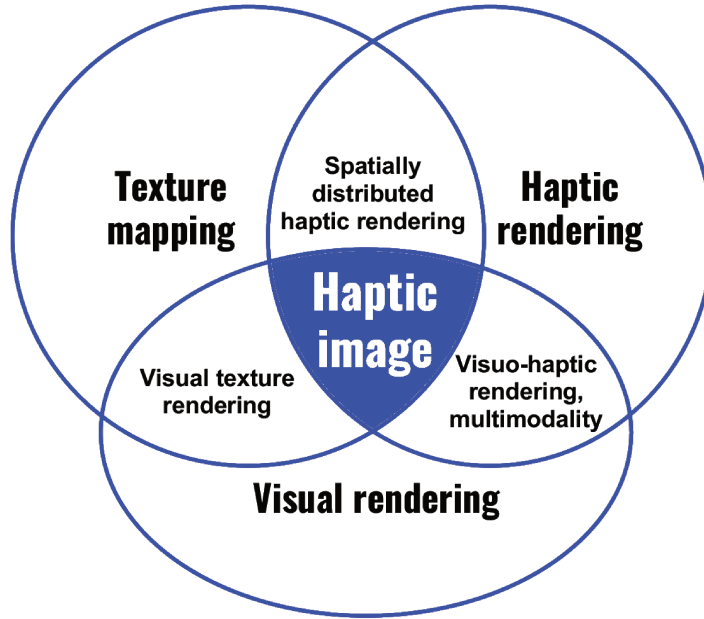 Texture
mapping
Spatially
distributed
haptic rendering
Haptic
rendering
Haptic
image
Visual texture
rendering
Visuo-haptic
rendering,
multimodality
Visual rendering